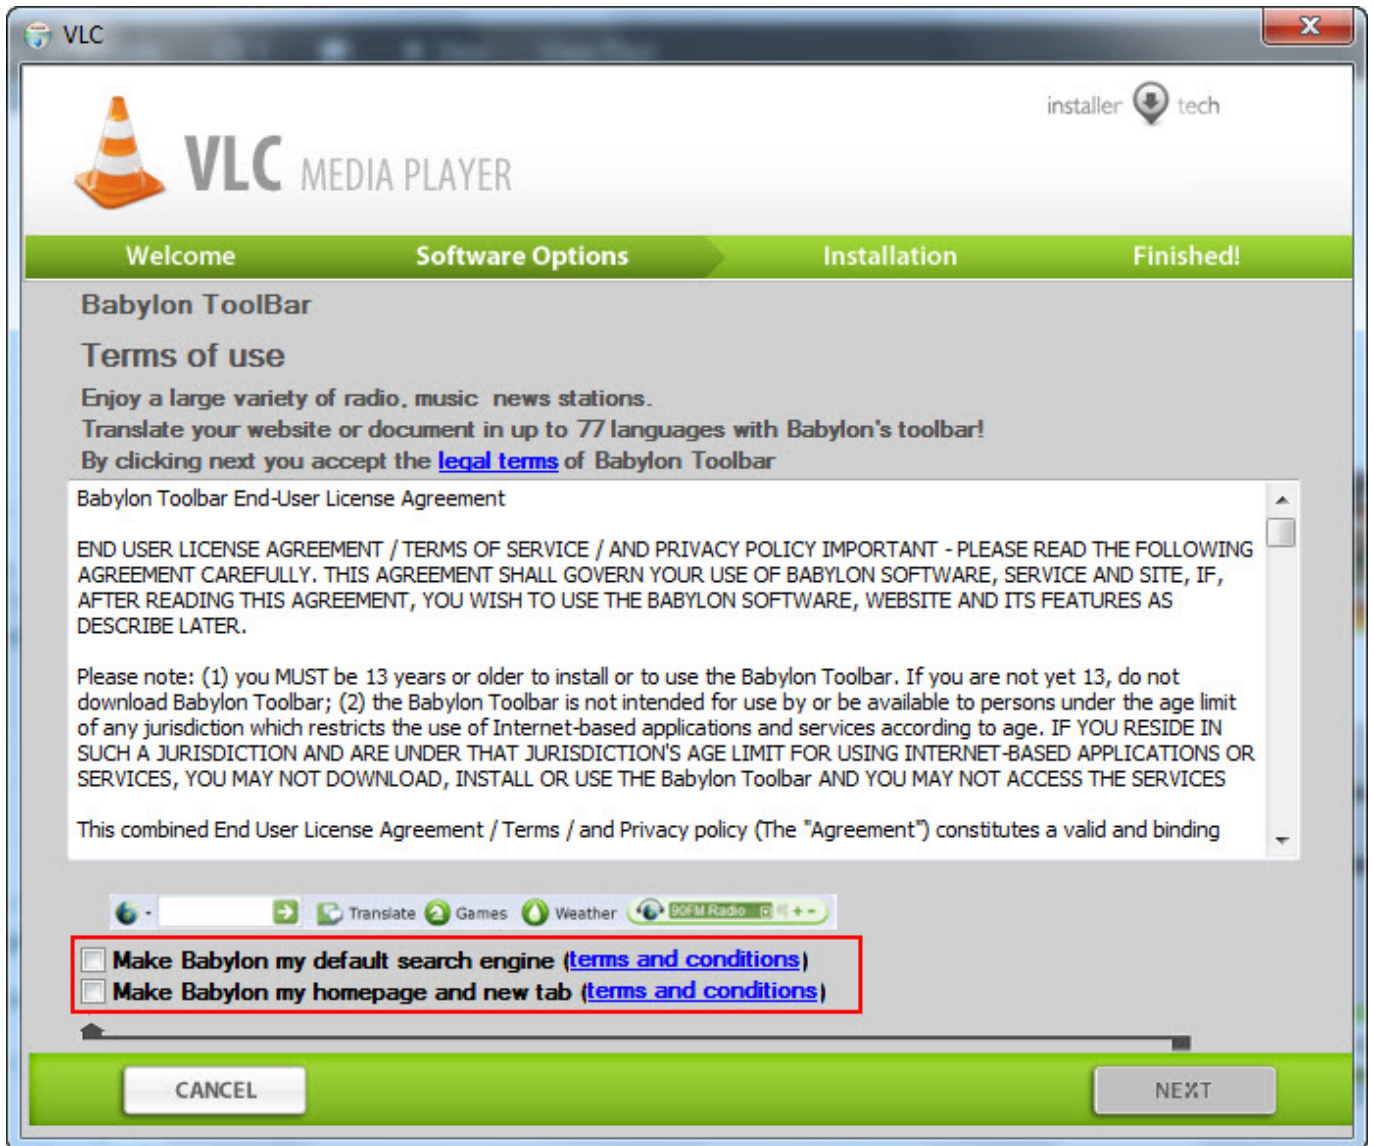 VLC
installer tech
VLC MEDIA PLAYER
Welcome Software Options Installation Finished!
Babylon ToolBar
Terms of use
Enjoy a large variety of radio, music  news stations.
Translate your website or document in up to 77 languages with Babylon's toolbar!
By clicking next you accept the legal terms of Babylon Toolbar
Babylon Toolbar End-User License Agreement
END USER LICENSE AGREEMENT / TERMS OF SERVICE / AND PRIVACY POLICY IMPORTANT - PLEASE READ THE FOLLOWING
AGREEMENT CAREFULLY. THIS AGREEMENT SHALL GOVERN YOUR USE OF BABYLON SOFTWARE, SERVICE AND SITE, IF,
AFTER READING THIS AGREEMENT, YOU WISH TO USE THE BABYLON SOFTWARE, WEBSITE AND ITS FEATURES AS
DESCRIBE LATER.
Please note: (1) you MUST be 13 years or older to install or to use the Babylon Toolbar. If you are not yet 13, do not
download Babylon Toolbar; (2) the Babylon Toolbar is not intended for use by or be available to persons under the age limit
of any jurisdiction which restricts the use of Internet-based applications and services according to age. IF YOU RESIDE IN
SUCH A JURISDICTION AND ARE UNDER THAT JURISDICTION'S AGE LIMIT FOR USING INTERNET-BASED APPLICATIONS OR
SERVICES, YOU MAY NOT DOWNLOAD, INSTALL OR USE THE Babylon Toolbar AND YOU MAY NOT ACCESS THE SERVICES
This combined End User License Agreement / Terms / and Privacy policy (The "Agreement") constitutes a valid and binding
Translate Games Weather 90FM Radio
Make Babylon my default search engine (terms and conditions)
Make Babylon my homepage and new tab (terms and conditions)
CANCEL NEXT